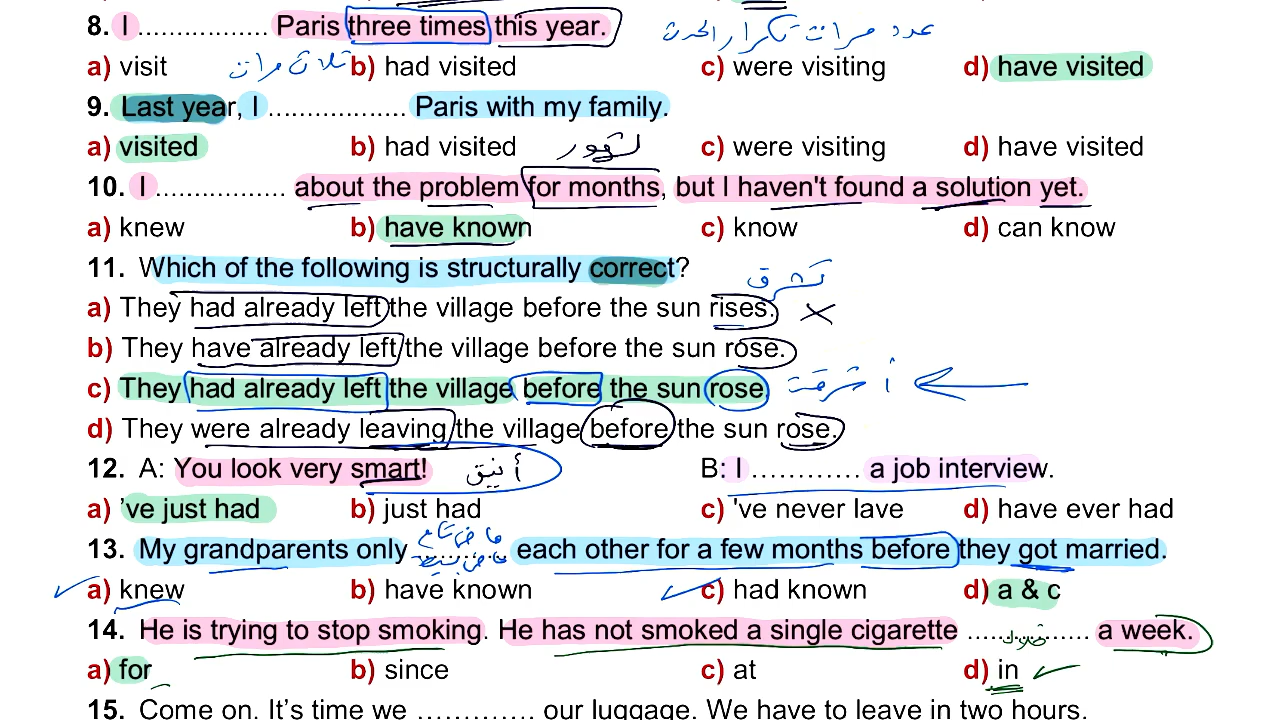 8. I ................. Paris three times this year. عدد مرات تكرار الحدث
a) visit ثلاث مرات b) had visited c) were visiting d) have visited
9. Last year, I .................. Paris with my family.
a) visited b) had visited c) were visiting d) have visited
لشهور
10. I ................. about the problem for months, but I haven't found a solution yet.
a) knew b) have known c) know d) can know
11. Which of the following is structurally correct?
تشرق
a) They had already left the village before the sun rises.
b) They have already left the village before the sun rose.
c) They had already left the village before the sun rose. أشرقت
d) They were already leaving the village before the sun rose.
12. A: You look very smart! أنيق B: I ………… a job interview.
a) 've just had b) just had c) 've never lave d) have ever had
ماض تام
13. My grandparents only ............ each other for a few months before they got married.
ماض بسيط
a) knew b) have known c) had known d) a & c
14. He is trying to stop smoking. He has not smoked a single cigarette ................ a week.
a) for b) since c) at d) in
15. Come on. It's time we …………. our luggage. We have to leave in two hours.